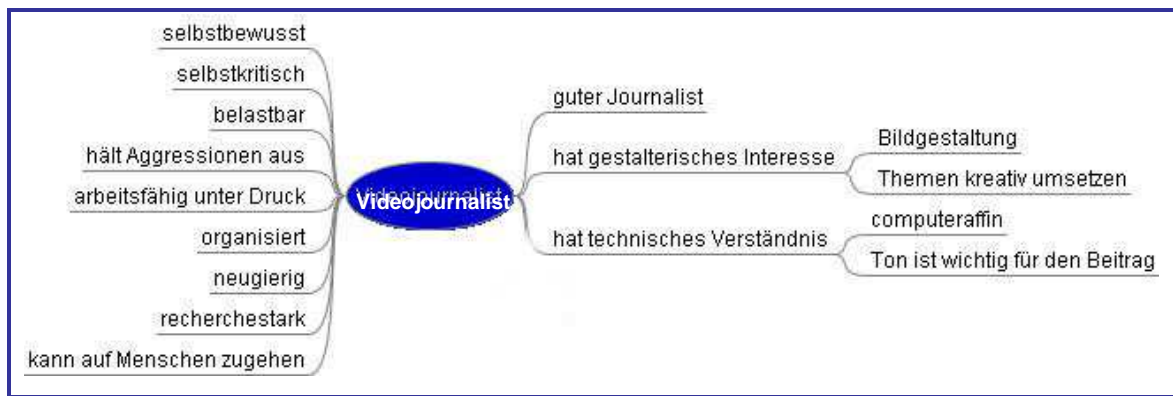 selbstbewusst
selbstkritisch
belastbar
hält Aggressionen aus
arbeitsfähig unter Druck
organisiert
neugierig
recherchestark
kann auf Menschen zugehen
Videojournalist
guter Journalist
hat gestalterisches Interesse
Bildgestaltung
Themen kreativ umsetzen
hat technisches Verständnis
computeraffin
Ton ist wichtig für den Beitrag